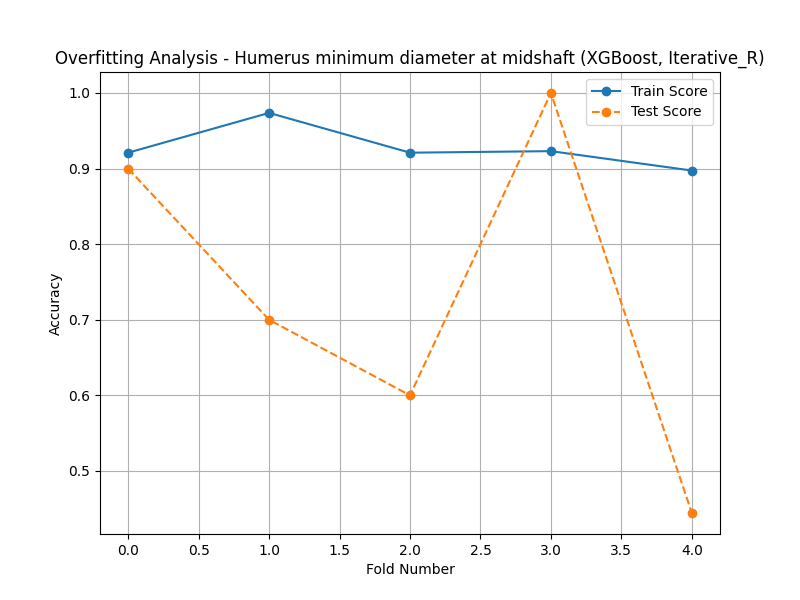 Overfitting Analysis - Humerus minimum diameter at midshaft (XGBoost, Iterative_R)
Train Score
Test Score
1.0
0.9
0.8
0.7
0.6
0.5
Accuracy
0.0 0.5 1.0 1.5 2.0 2.5 3.0 3.5 4.0
Fold Number